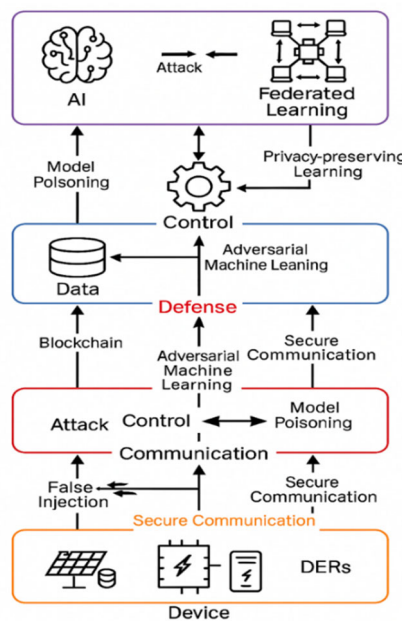 Attack
AI
Federated
Learning
Model
Polsoning
Privacy-preserving
Learning
Control
Adversarial
Machine Leaning
Data
Defense
Blockchain
Adversarial
Machine
Learning
Secure
Communication
Attack
Control
Model
Poisoning
Communication
False
Injection
Secure
Communication
Secure Communication
DERs
Device